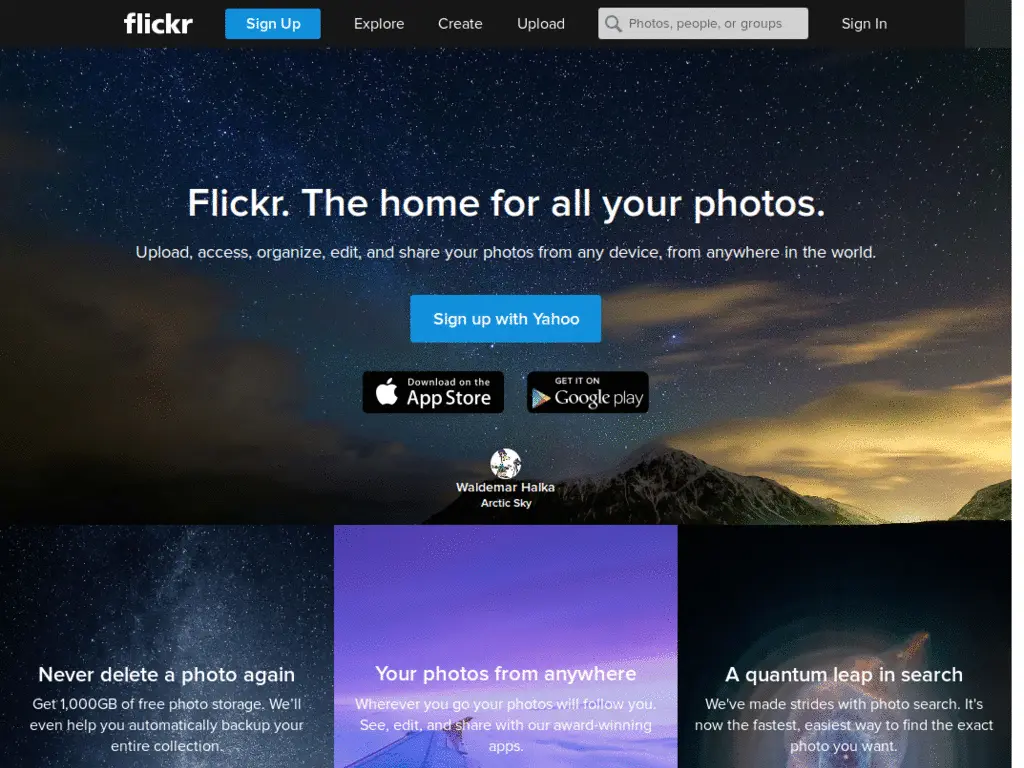 flickr Sign Up Explore Create Upload Photos, people, or groups Sign In
Flickr. The home for all your photos.
Upload, access, organize, edit, and share your photos from any device, from anywhere in the world.
Sign up with Yahoo
Download on the App Store
GET IT ON Google play
Waldemar Halka
Arctic Sky
Never delete a photo again
Get 1,000GB of free photo storage. We'll
even help you automatically backup your
entire collection.
Your photos from anywhere
Wherever you go your photos will follow you.
See, edit, and share with our award-winning
apps.
A quantum leap in search
We've made strides with photo search. It's
now the fastest, easiest way to find the exact
photo you want.